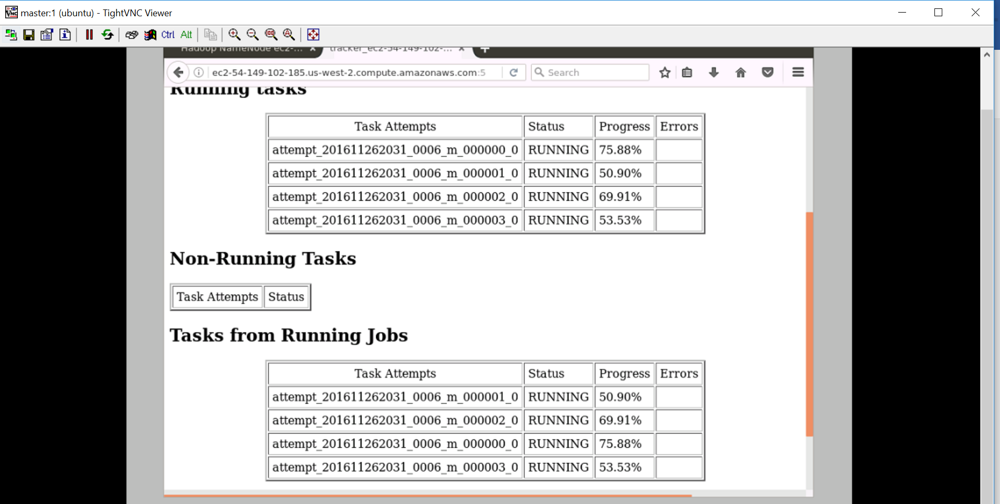 master:1 (ubuntu) - TightVNC Viewer
Ctrl Alt
Hadoop NameNode ec2-... × tracker_ec2-54-149-102-... × +
ec2-54-149-102-185.us-west-2.compute.amazonaws.com:5 Search
Running tasks
Task Attempts Status Progress Errors
attempt_201611262031_0006_m_000000_0 RUNNING 75.88%
attempt_201611262031_0006_m_000001_0 RUNNING 50.90%
attempt_201611262031_0006_m_000002_0 RUNNING 69.91%
attempt_201611262031_0006_m_000003_0 RUNNING 53.53%
Non-Running Tasks
Task Attempts Status
Tasks from Running Jobs
Task Attempts Status Progress Errors
attempt_201611262031_0006_m_000001_0 RUNNING 50.90%
attempt_201611262031_0006_m_000002_0 RUNNING 69.91%
attempt_201611262031_0006_m_000000_0 RUNNING 75.88%
attempt_201611262031_0006_m_000003_0 RUNNING 53.53%